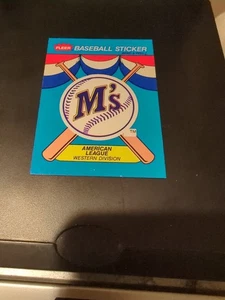 FLEER BASEBALL STICKER
M's
AMERICAN
LEAGUE
WESTERN DIVISION